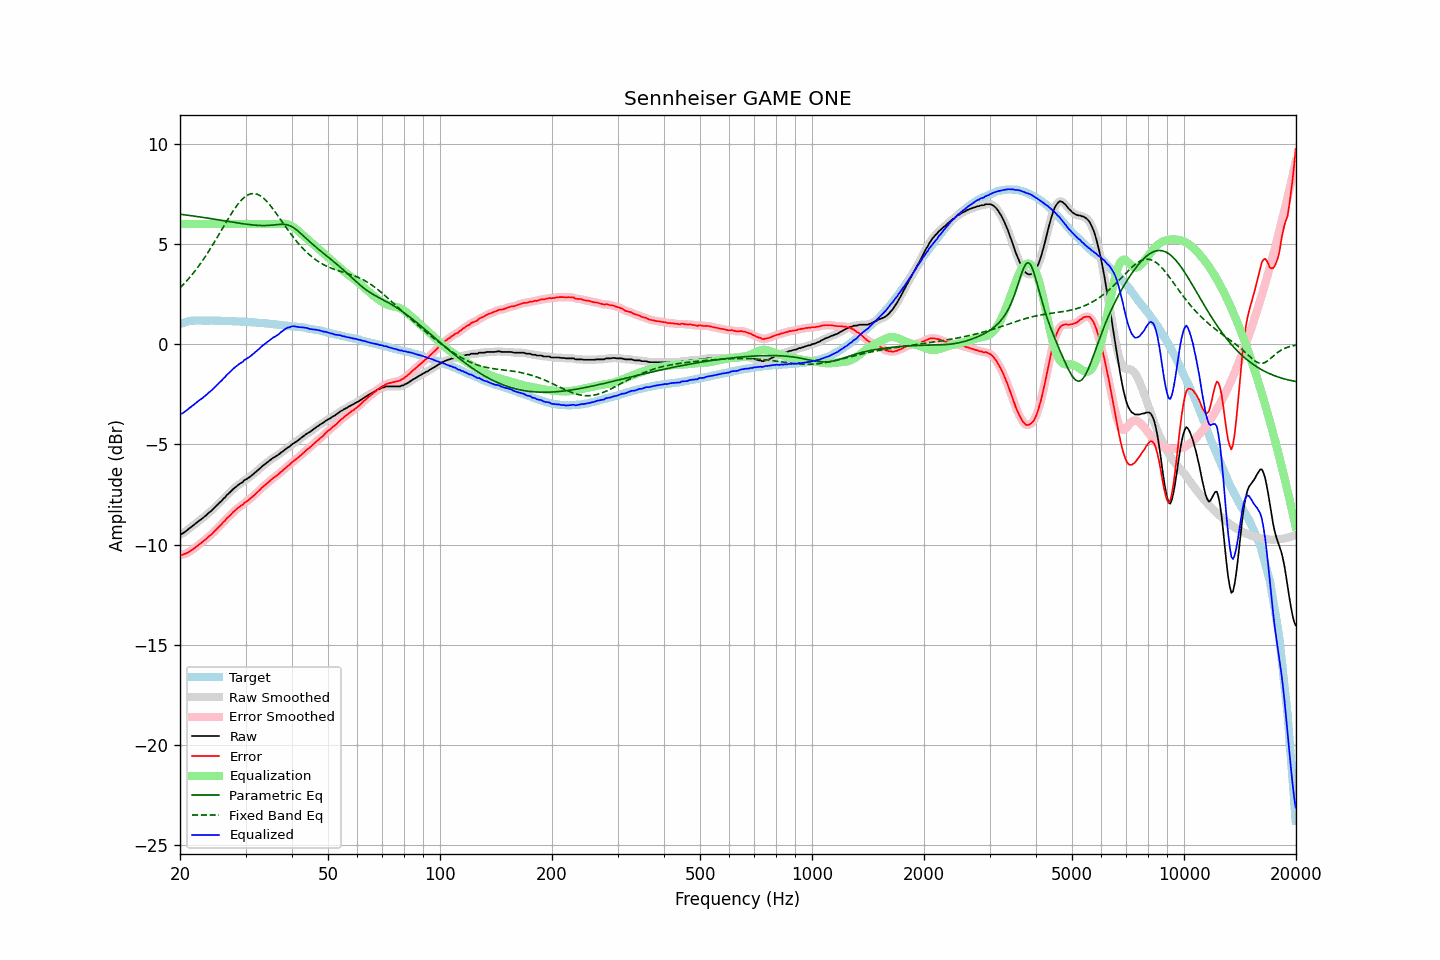 Sennheiser GAME ONE
Amplitude (dBr)
10
5
0
−5
−10
−15
−20
−25
Target
Raw Smoothed
Error Smoothed
Raw
Error
Equalization
Parametric Eq
Fixed Band Eq
Equalized
20 50 100 200 500 1000 2000 5000 10000 20000
Frequency (Hz)